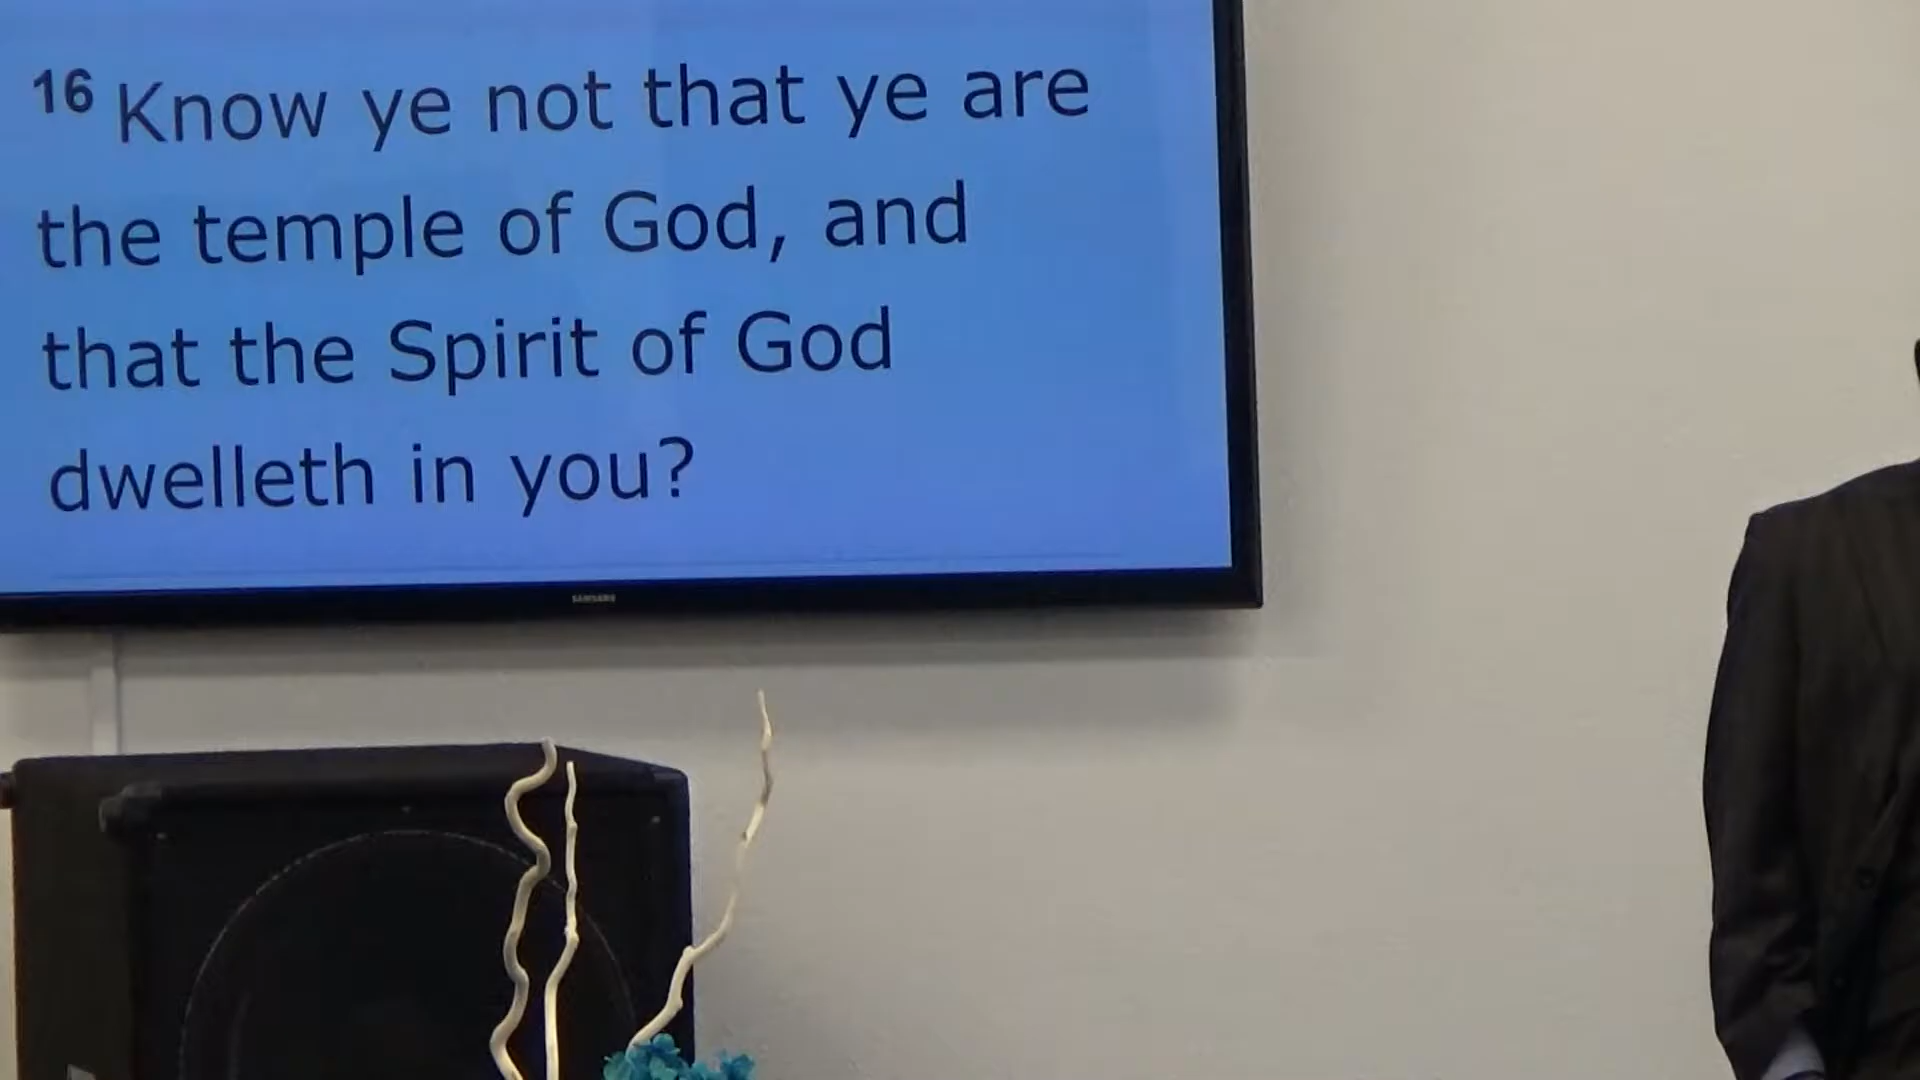 16 Know ye not that ye are
the temple of God, and
that the Spirit of God
dwelleth in you?
SAMSUNG